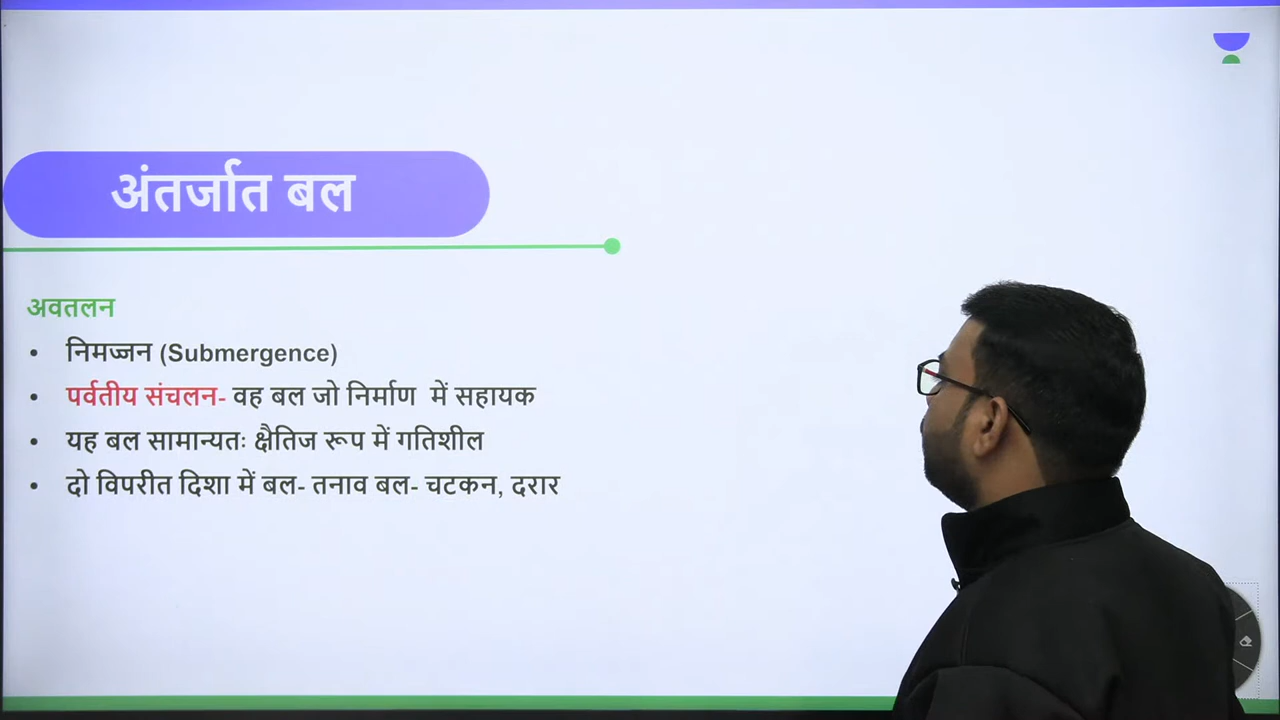 अंतर्जात बल
अवतलन
• निमज्जन (Submergence)
• पर्वतीय संचलन- वह बल जो निर्माण में सहायक
• यह बल सामान्यतः क्षैतिज रूप में गतिशील
• दो विपरीत दिशा में बल- तनाव बल- चटकन, दरार